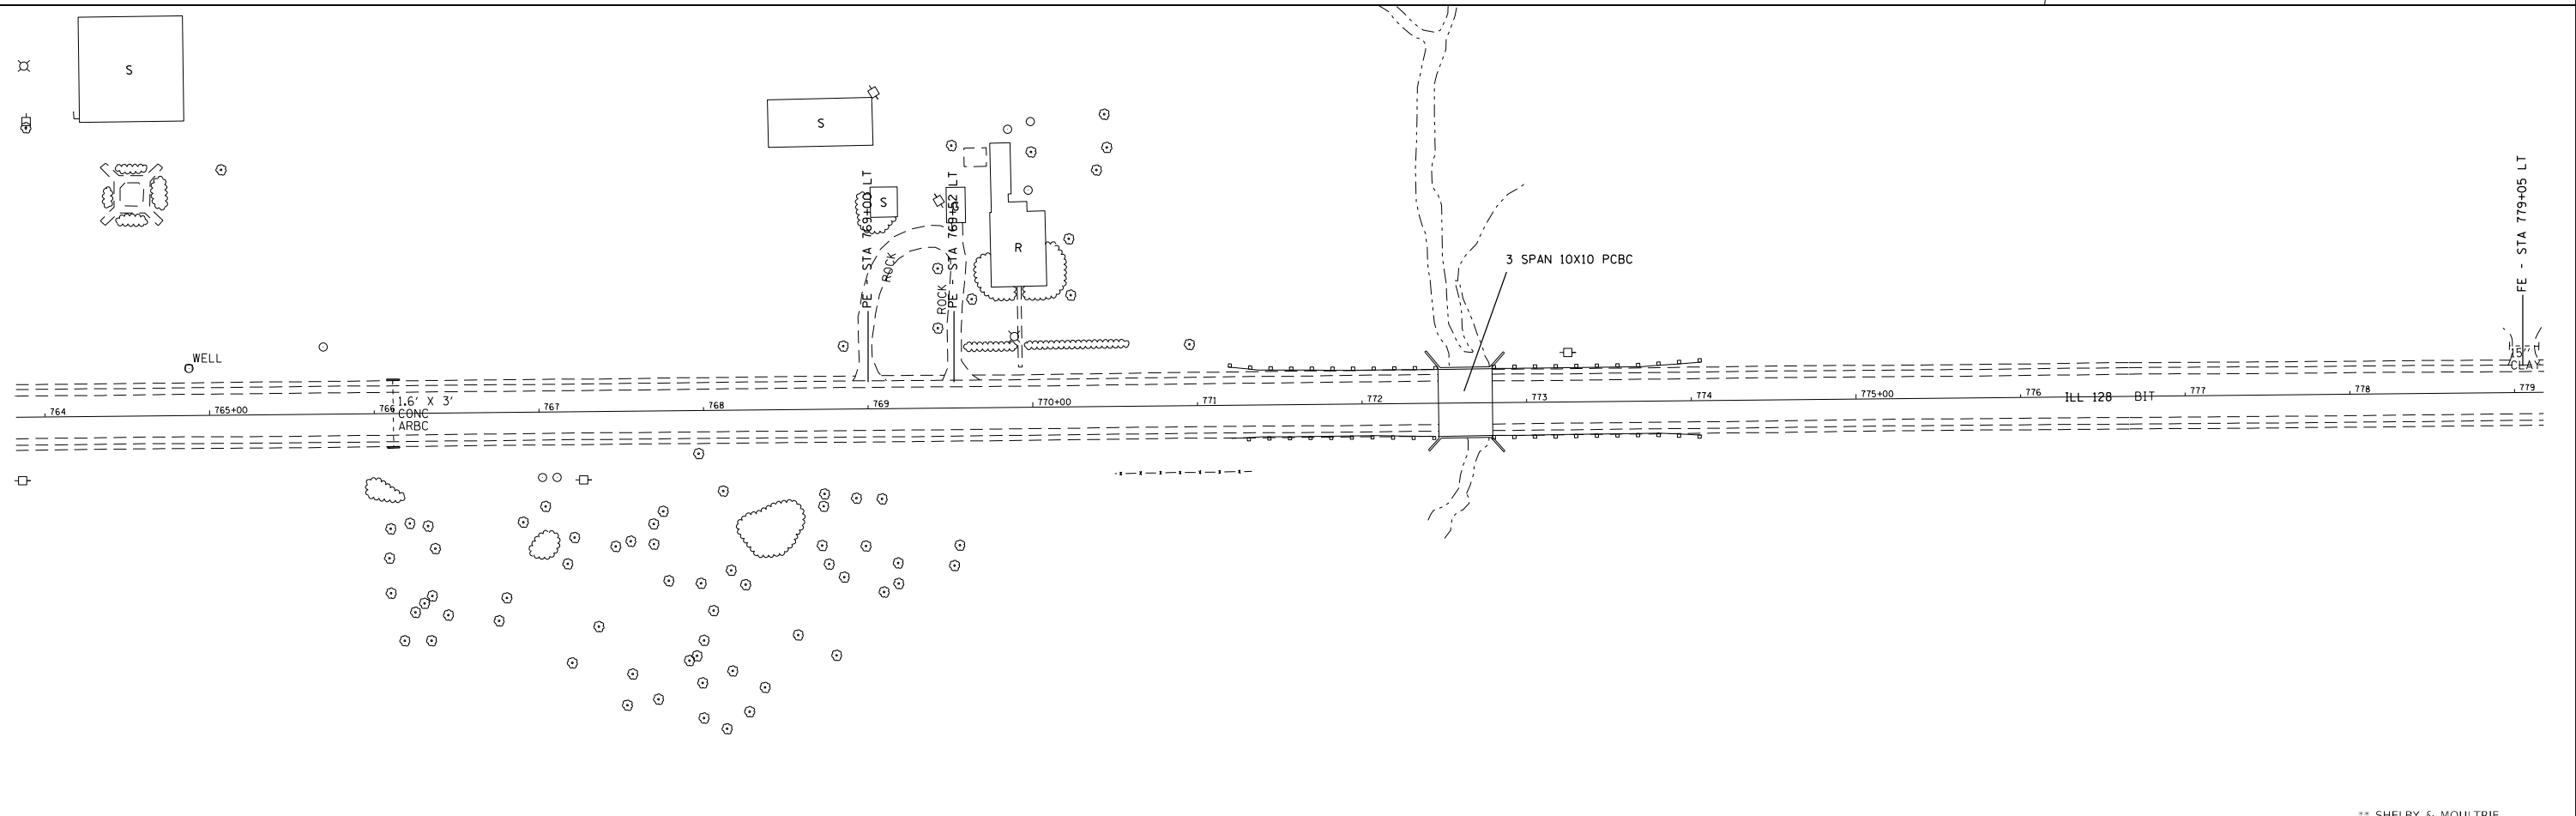 S
S
S
R
PE - STA 769+00 LT
PE - STA 769+52 LT
FE - STA 779+05 LT
ROCK
ROCK
3 SPAN 10X10 PCBC
WELL
15"
CLAY
1.6' X 3'
CONC
ARBC
764
765+00
766
767
768
769
770+00
771
772
773
774
775+00
776
ILL 128 BIT
777
778
779
** SHELBY & MOULTRIE